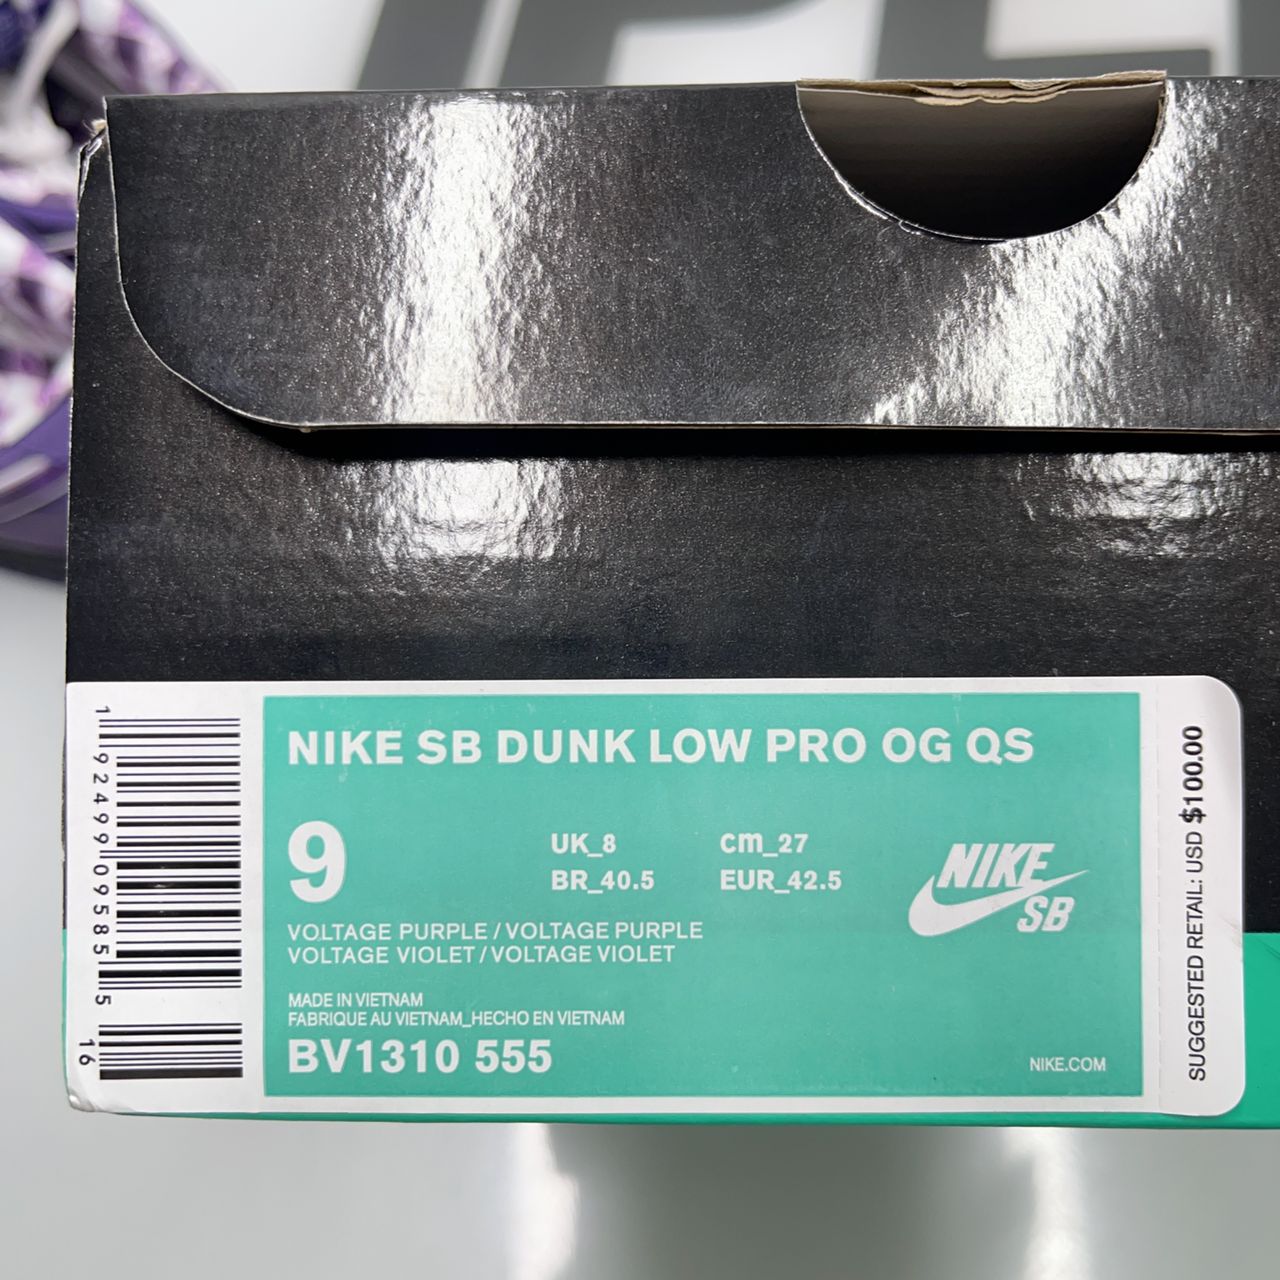 NIKE SB DUNK LOW PRO OG QS
9
UK_8
cm_27
BR_40.5
EUR_42.5
NIKE
SB
VOLTAGE PURPLE / VOLTAGE PURPLE
VOLTAGE VIOLET / VOLTAGE VIOLET
MADE IN VIETNAM
FABRIQUE AU VIETNAM_HECHO EN VIETNAM
BV1310 555
NIKE.COM
1 92499 09585 5
16
SUGGESTED RETAIL: USD $100.00